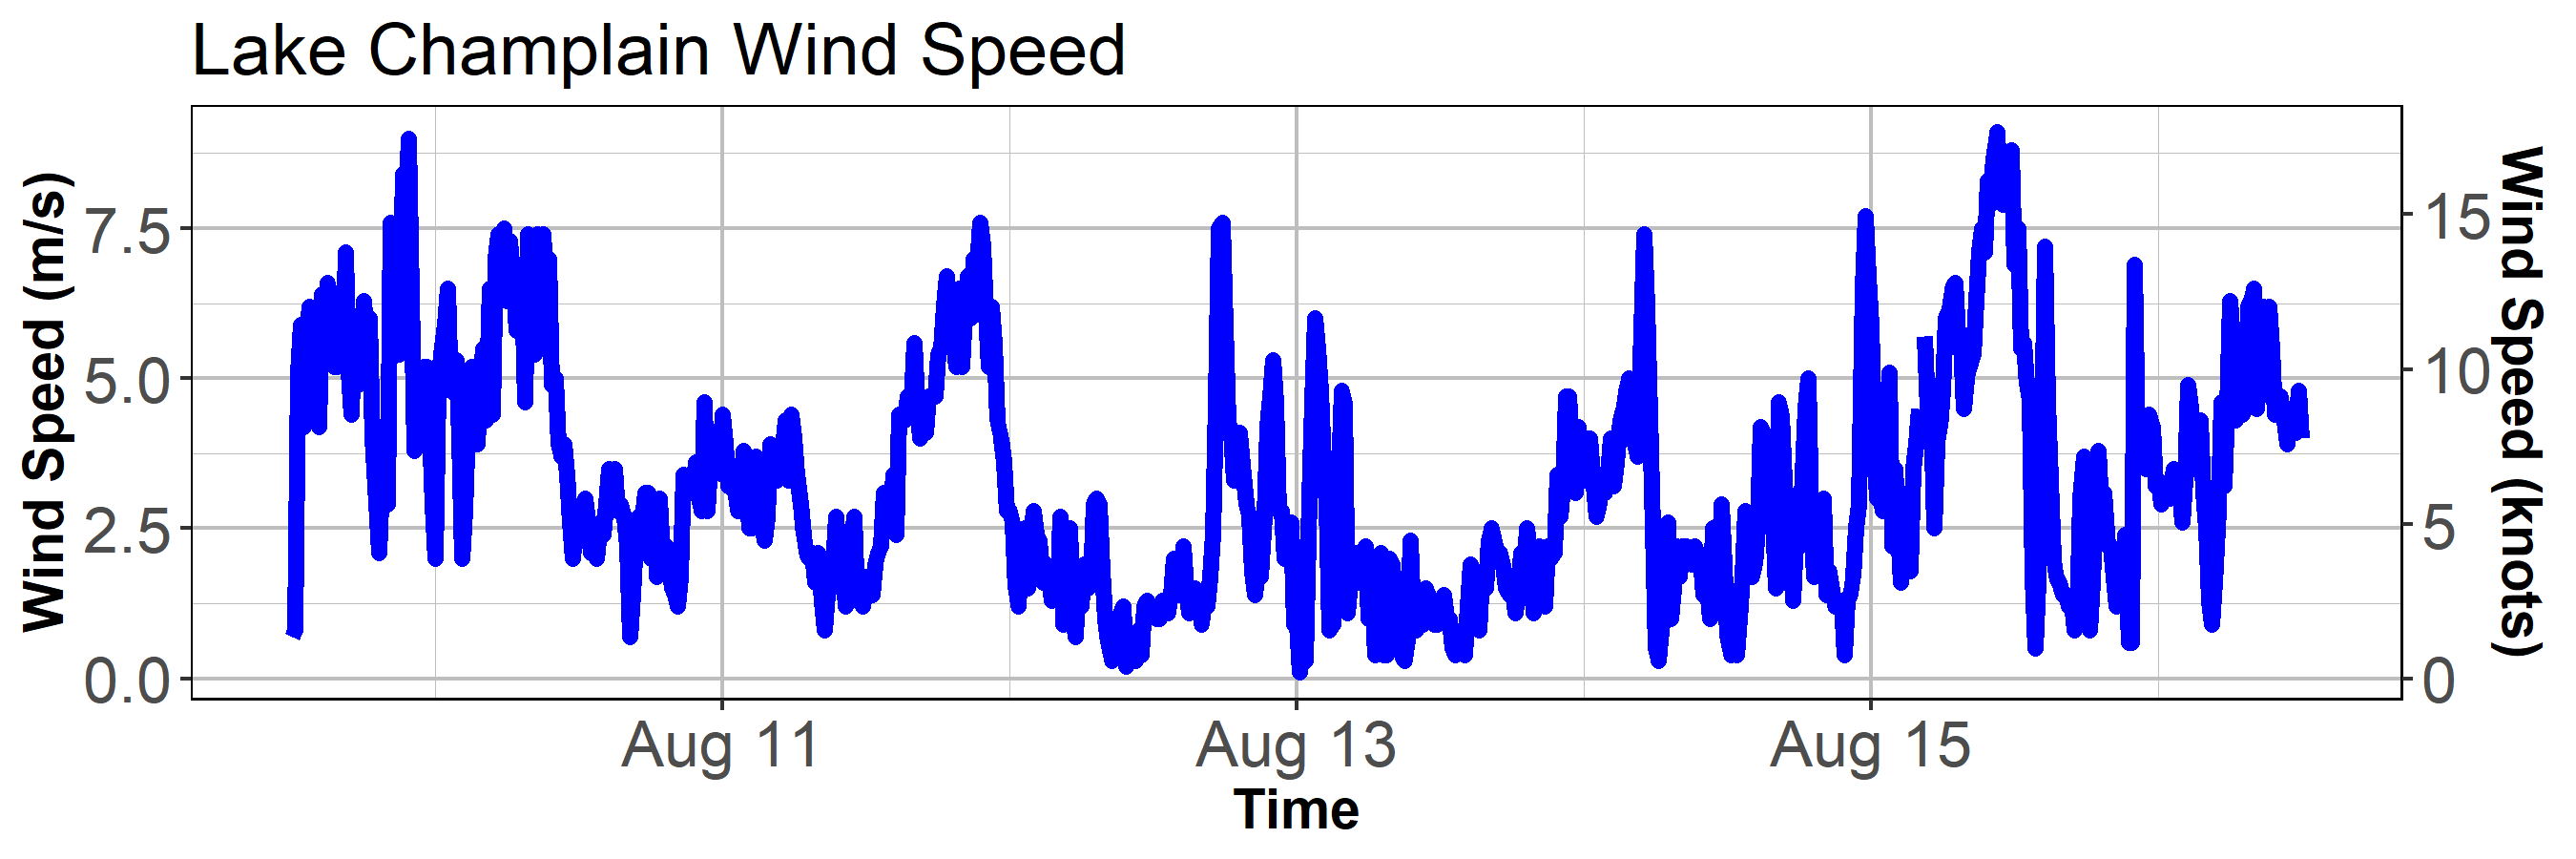 Lake Champlain Wind Speed
Wind Speed (m/s)
7.5
5.0
2.5
0.0
15
10
5
0
Wind Speed (knots)
Aug 11
Aug 13
Aug 15
Time